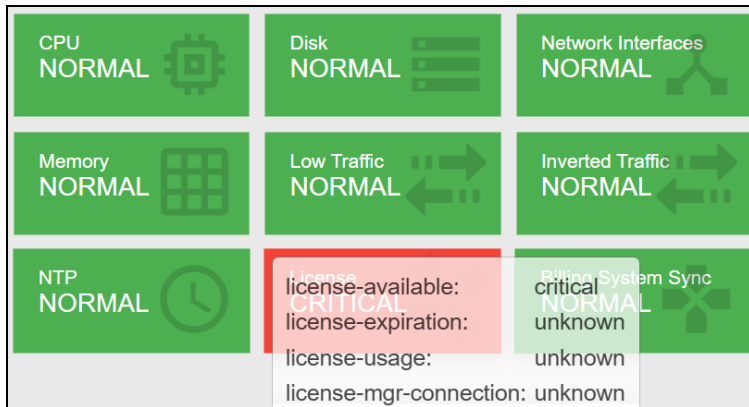 CPU
NORMAL
Disk
NORMAL
Network Interfaces
NORMAL
Memory
NORMAL
Low Traffic
NORMAL
Inverted Traffic
NORMAL
NTP
NORMAL
License
CRITICAL
Billing System Sync
NORMAL
license-available: critical
license-expiration: unknown
license-usage: unknown
license-mgr-connection: unknown